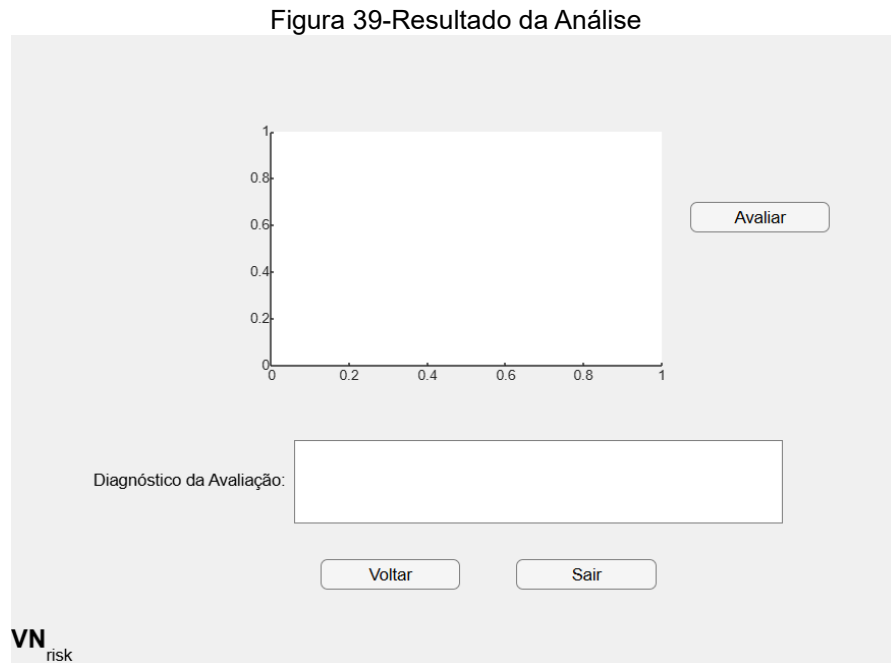 Figura 39-Resultado da Análise
1
0.8
0.6
Avaliar
0.4
0.2
0
0 0.2 0.4 0.6 0.8 1
Diagnóstico da Avaliação:
Voltar Sair
VN
risk